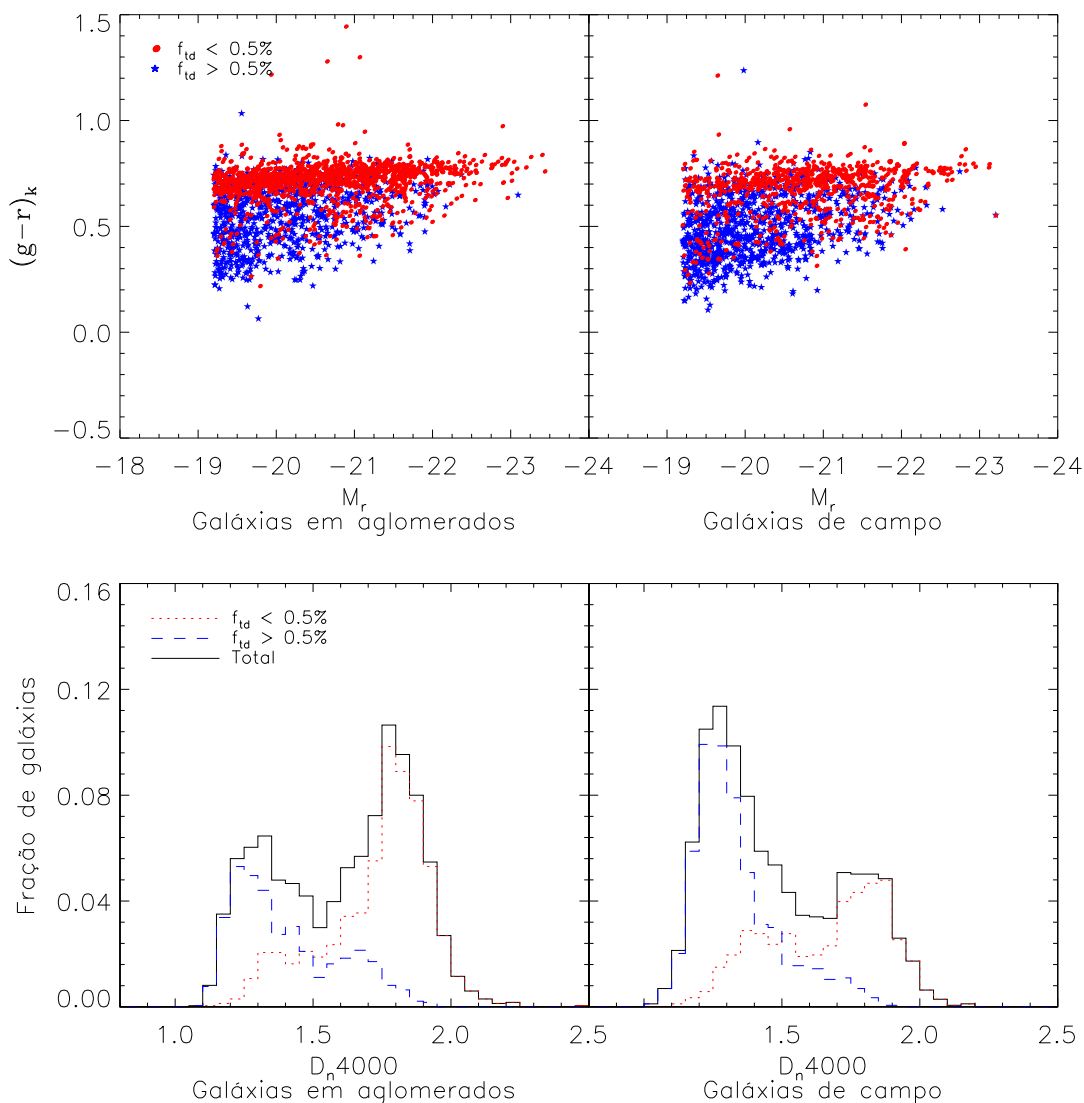 1.5
1.0
0.5
0.0
−0.5
(g−r)k
f_td < 0.5%
f_td > 0.5%
−18 −19 −20 −21 −22 −23 −24 −19 −20 −21 −22 −23 −24
M_r M_r
Galáxias em aglomerados Galáxias de campo
0.16
0.12
0.08
0.04
0.00
Fração de galáxias
f_td < 0.5%
f_td > 0.5%
Total
1.0 1.5 2.0 2.5 1.5 2.0 2.5
D_n4000 D_n4000
Galáxias em aglomerados Galáxias de campo